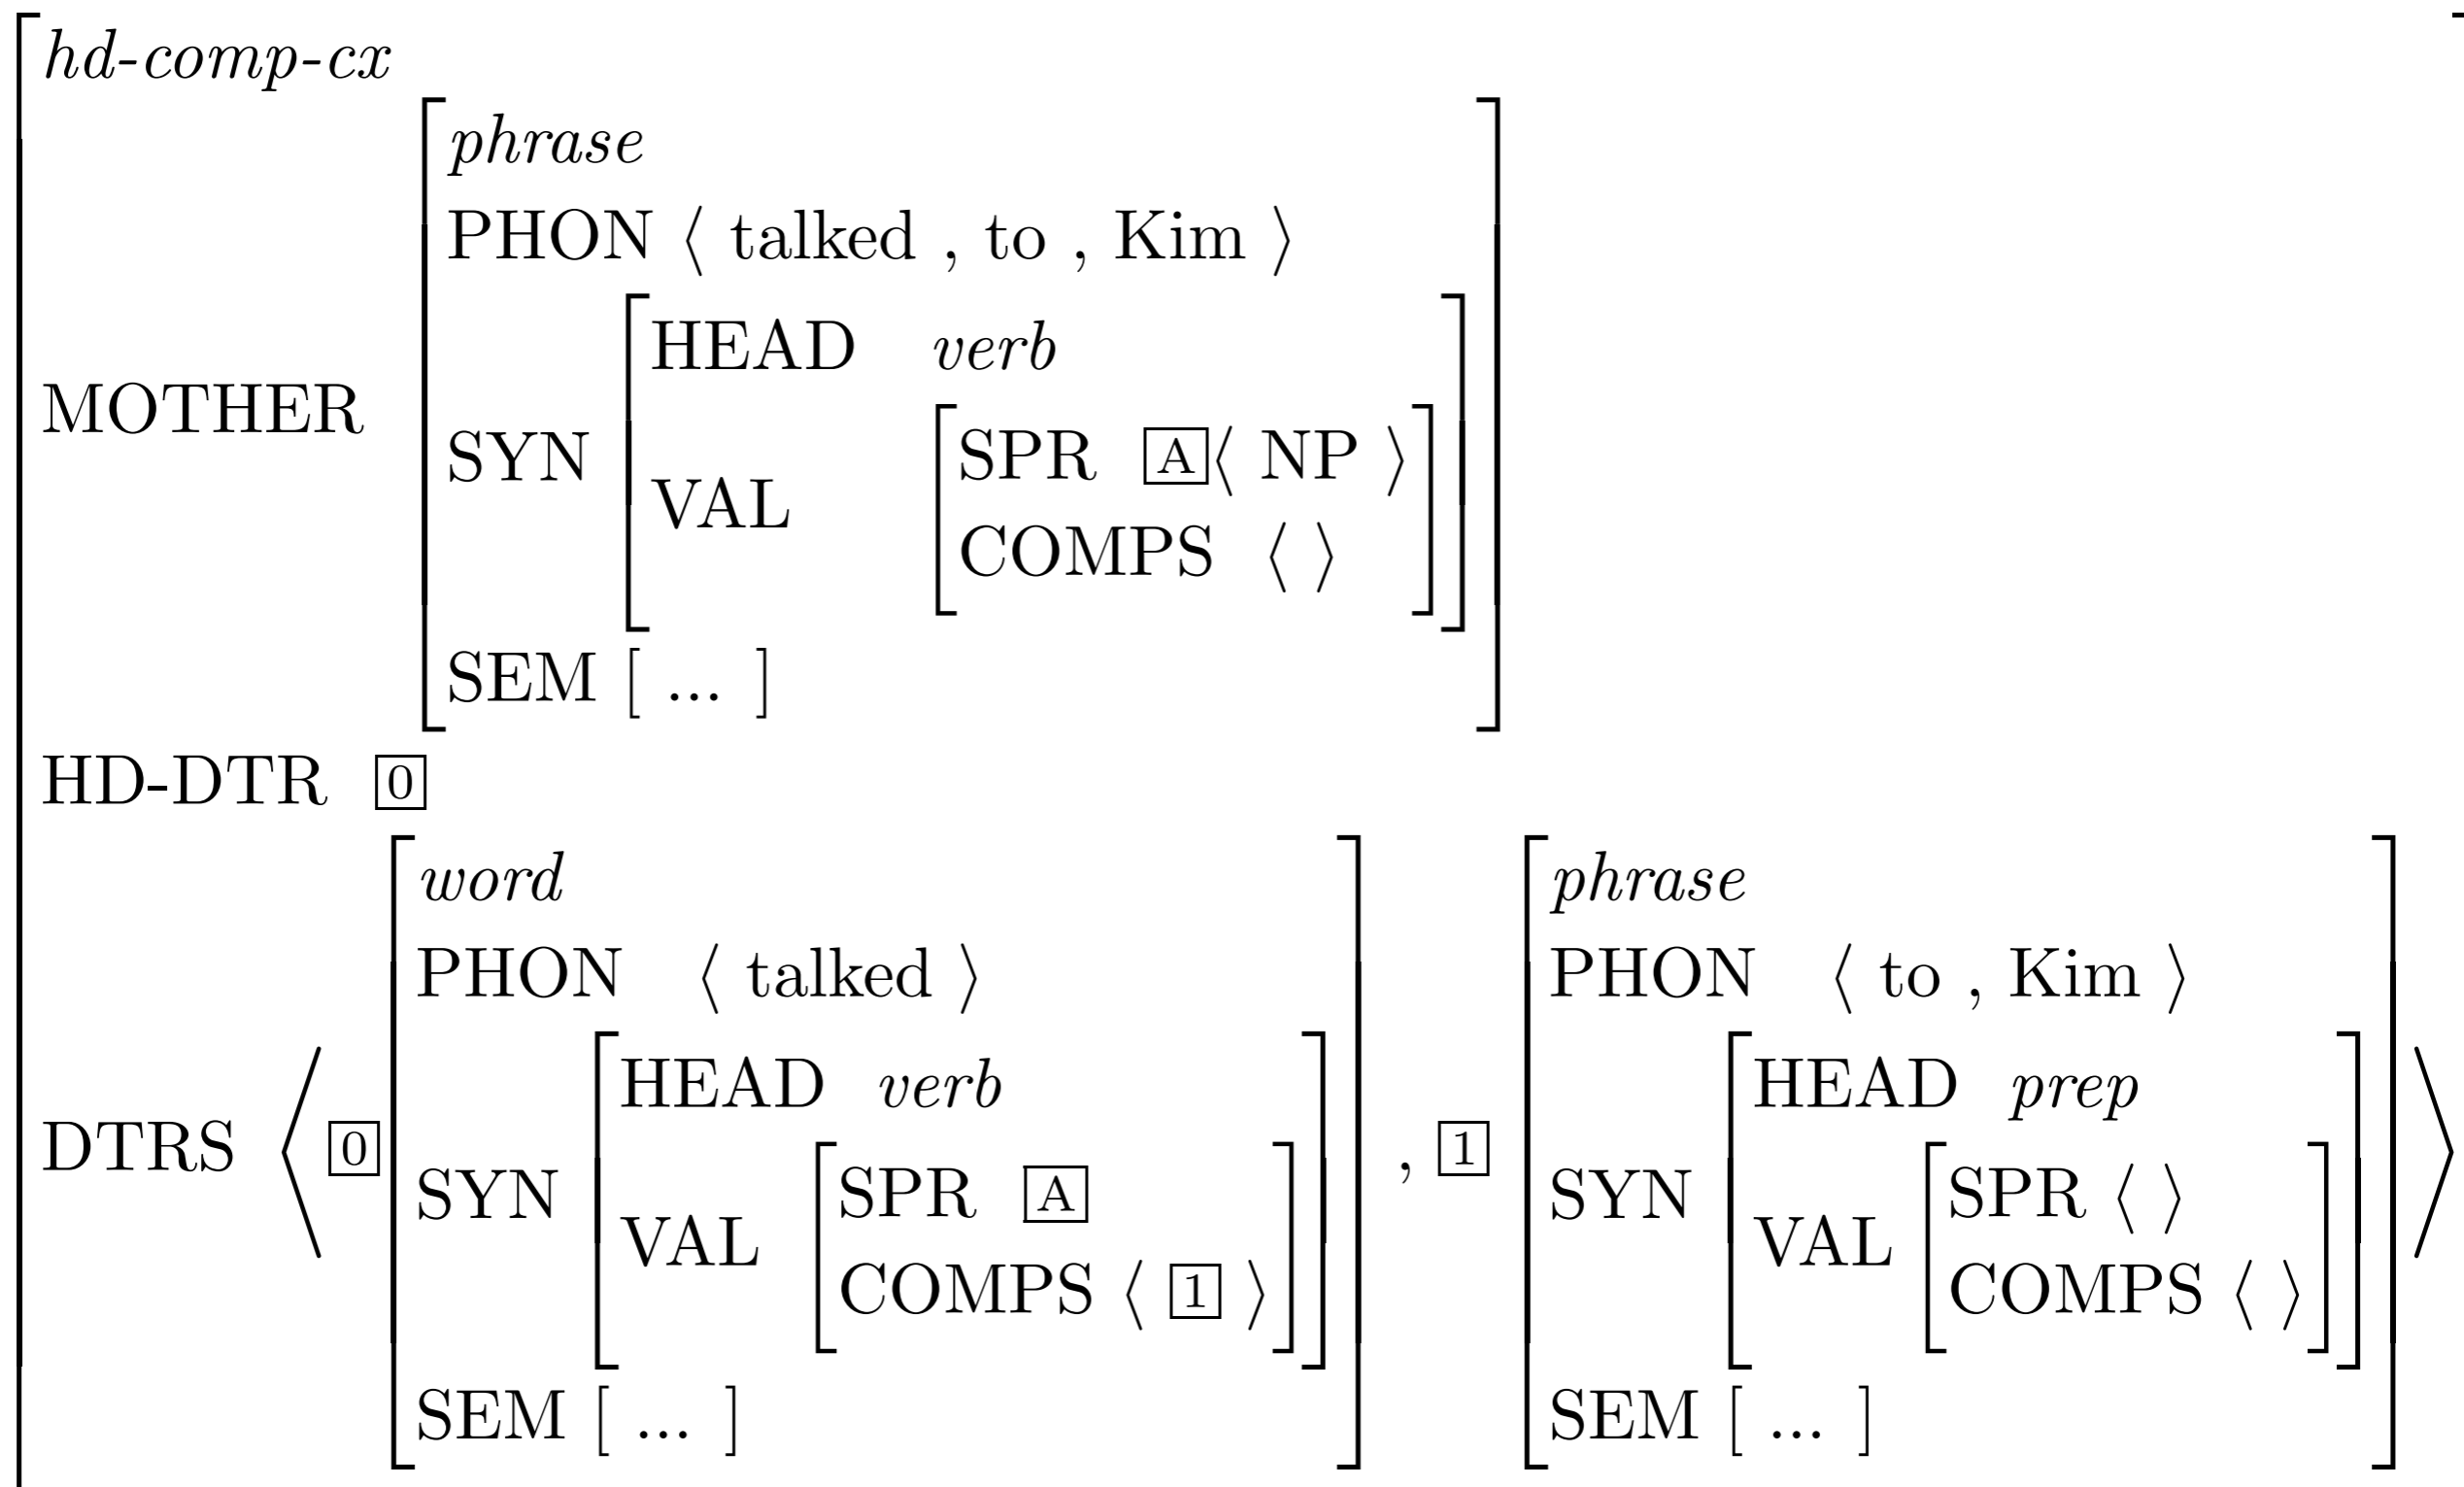 hd-comp-cx
phrase
PHON ⟨ talked , to , Kim ⟩
HEAD verb
MOTHER SYN SPR A⟨ NP ⟩
VAL
COMPS ⟨ ⟩
SEM [ ... ]
HD-DTR 0
word phrase
PHON ⟨ talked ⟩ PHON ⟨ to , Kim ⟩
HEAD verb HEAD prep
DTRS ⟨ 0 SYN SPR A , 1 SYN SPR ⟨ ⟩ ⟩
VAL VAL
COMPS ⟨ 1 ⟩ COMPS ⟨ ⟩
SEM [ ... ] SEM [ ... ]